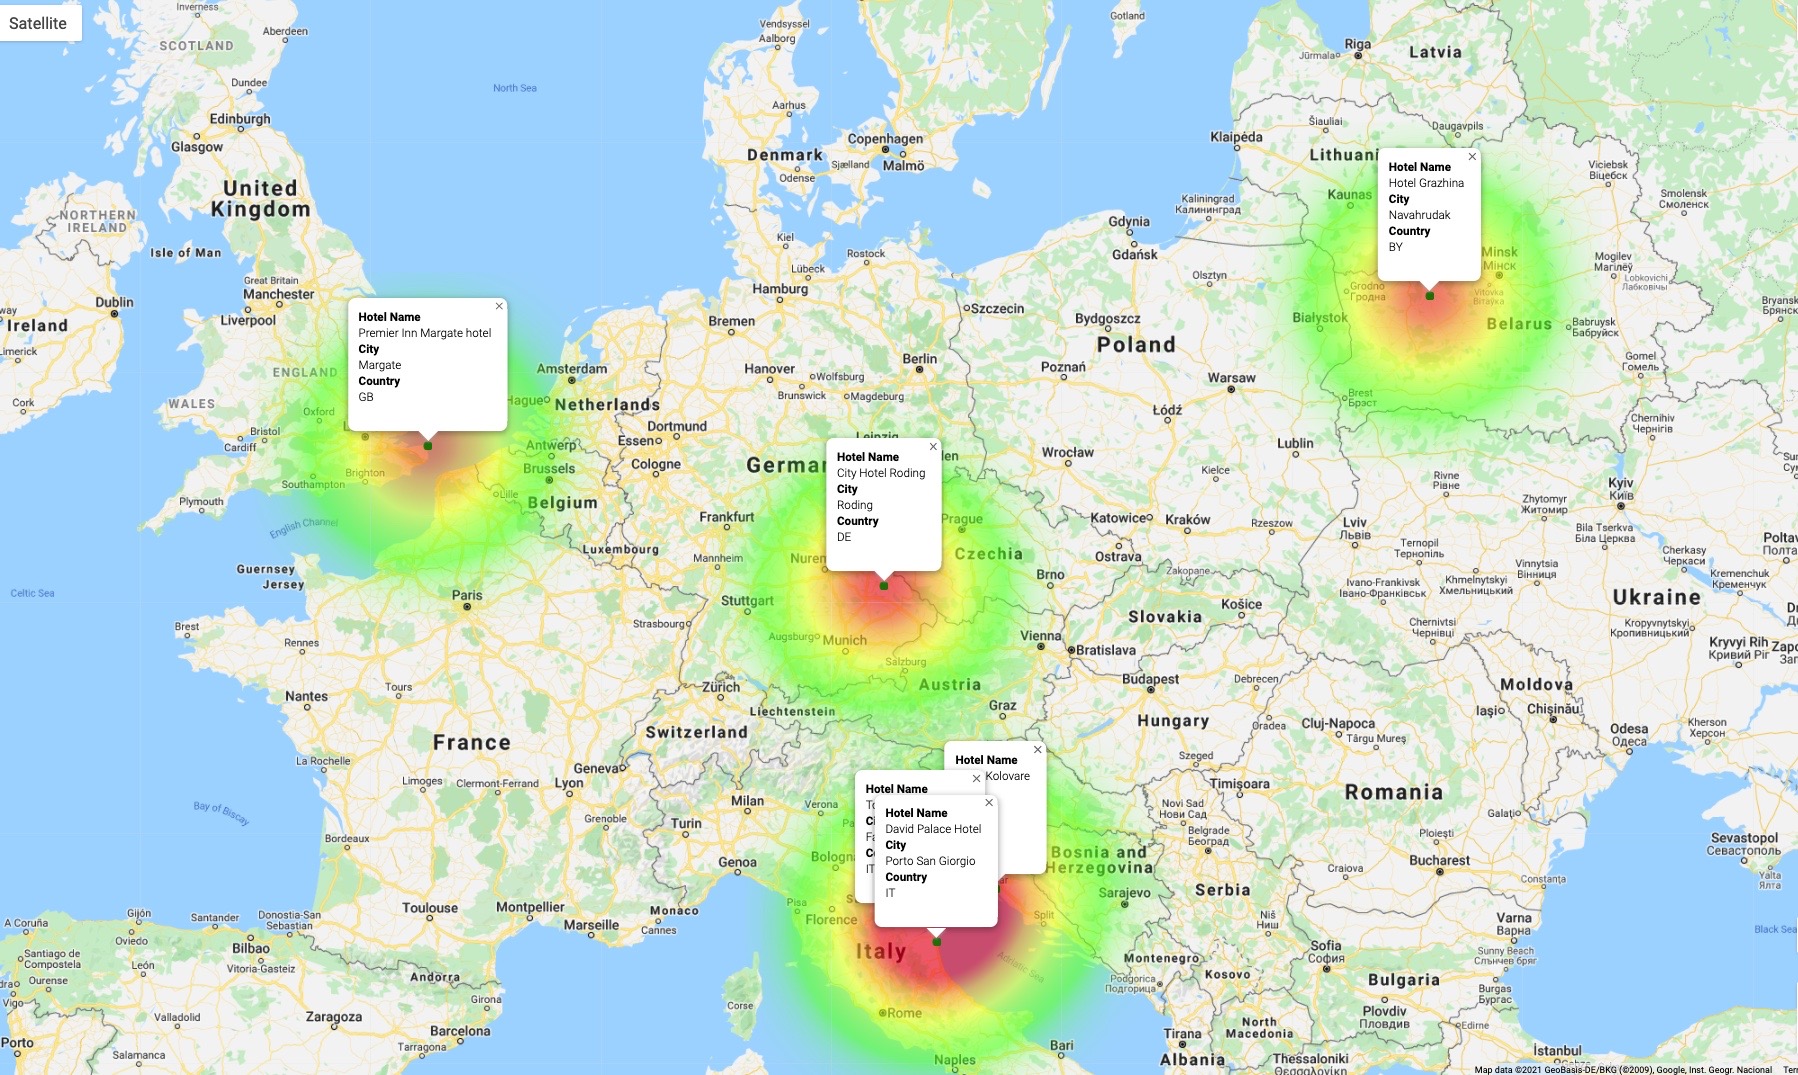 Satellite
Inverness
Aberdeen
SCOTLAND
Dundee
Edinburgh
Glasgow
North Sea
United
Kingdom
NORTHERN
IRELAND
Isle of Man
Great Britain
Manchester
Liverpool
Dublin
Ireland
Limerick
Cork
ENGLAND
WALES
Oxford
Bristol
Cardiff
Brighton
Southampton
Plymouth
English Channel
Guernsey
Jersey
Celtic Sea
Hotel Name
Premier Inn Margate hotel
City
Margate
Country
GB
Vendsyssel
Aalborg
Aarhus
Denmark
Odense
Sjælland
Copenhagen
Malmö
Gotland
Kiel
Lübeck
Rostock
Hamburg
Bremen
Szczecin
Amsterdam
Hague
Netherlands
Hanover
Wolfsburg
Brunswick
Magdeburg
Berlin
Dortmund
Essen
Cologne
Antwerp
Brussels
Lille
Belgium
Leipzig
Luxembourg
Frankfurt
Mannheim
Stuttgart
Strasbourg
Augsburg
Munich
Salzburg
Prague
Czechia
Brno
Vienna
Bratislava
Austria
Graz
Zürich
Liechtenstein
Switzerland
Hotel Name
City Hotel Roding
City
Roding
Country
DE
Riga
Jūrmala
Latvia
Šiauliai
Daugavpils
Klaipėda
Kaunas
Kaliningrad
Калининград
Viciebsk
Віцебск
Smolensk
Смоленск
Minsk
Мінск
Mogilev
Магілёў
Lobkovichi
Лабковічы
Grodno
Гродна
Vitovka
Belarus
Babruysk
Бабруйск
Bryansk
Gomel
Гомель
Brest
Брэст
Białystok
Hotel Name
Hotel Grazhina
City
Navahrudak
Country
BY
Gdynia
Gdańsk
Olsztyn
Bydgoszcz
Poland
Poznań
Warsaw
Łódź
Lublin
Wrocław
Kielce
Katowice
Kraków
Rzeszow
Ostrava
Zakopane
Rivne
Рівне
Zhytomyr
Житомир
Kyiv
Київ
Chernihiv
Чернігів
Bila Tserkva
Біла Церква
Lviv
Львів
Ternopil
Тернопіль
Khmelnytskyi
Хмельницький
Vinnytsia
Вінниця
Cherkasy
Черкаси
Kremenchuk
Кременчук
Ivano-Frankivsk
Івано-Франківськ
Chernivtsi
Чернівці
Ukraine
Kropyvnytskyi
Кропивницький
Kryvyi Rih
Кривий Ріг
Slovakia
Košice
Budapest
Debrecen
Hungary
Oradea
Cluj-Napoca
Târgu Mureș
Iași
Moldova
Chișinău
Odesa
Одеса
Kherson
Херсон
Szeged
Timișoara
Romania
Galați
Ploiești
Bucharest
Craiova
Constanța
Sevastopol
Севастополь
Yalta
Ялта
Novi Sad
Нови Сад
Belgrade
Београд
Bosnia and
Herzegovina
Sarajevo
Serbia
Niš
Ниш
Sofia
София
Varna
Варна
Sunny Beach
Слънчев бряг
Burgas
Бургас
Bulgaria
Plovdiv
Пловдив
Montenegro
Podgorica
Подгорица
Kosovo
North
Macedonia
Tirana
Albania
Thessaloniki
Θεσσαλονίκη
Edirne
İstanbul
Black Sea
Paris
Brest
Rennes
Nantes
Tours
France
La Rochelle
Limoges
Clermont-Ferrand
Lyon
Geneva
Grenoble
Bay of Biscay
Bordeaux
Toulouse
Montpellier
Marseille
Monaco
Cannes
Milan
Verona
Turin
Genoa
Bologn
Pisa
Florence
Italy
Rome
Naples
Bari
Adriatic Sea
Split
Corse
Hotel Name
Kolovare
Hotel Name
IT
Hotel Name
David Palace Hotel
City
Porto San Giorgio
Country
IT
A Coruña
Gijón
Oviedo
Santander
Donostia-San
Sebastian
Bilbao
Vitoria-Gasteiz
Santiago de
Compostela
Ourense
León
Vigo
Andorra
Girona
Valladolid
Zaragoza
Barcelona
Tarragona
Porto
Salamanca
Map data ©2021 GeoBasis-DE/BKG (©2009), Google, Inst. Geogr. Nacional